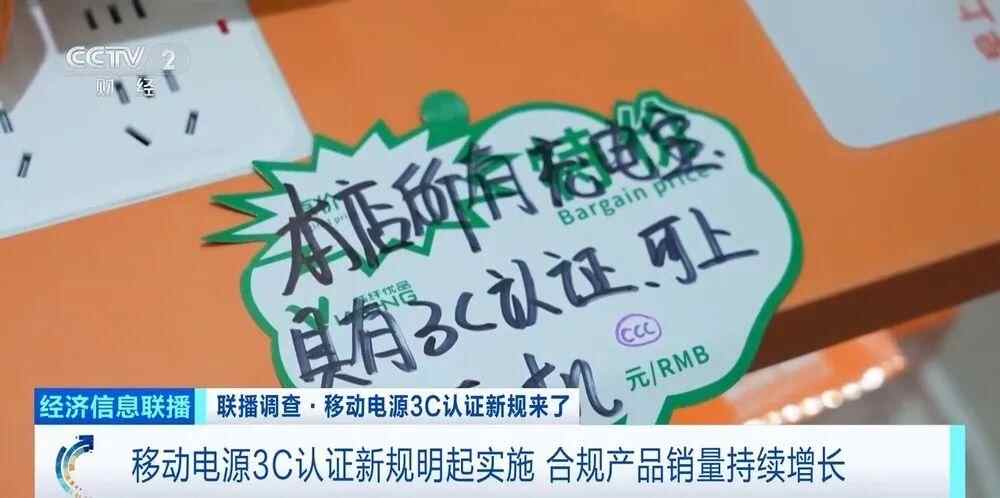 CCTV 2
财经
特价
Bargain price
本店所有充电宝、
具有3C认证、可上
机
CCC
元/RMB
经济信息联播
联播调查·移动电源3C认证新规来了
移动电源3C认证新规明起实施 合规产品销量持续增长